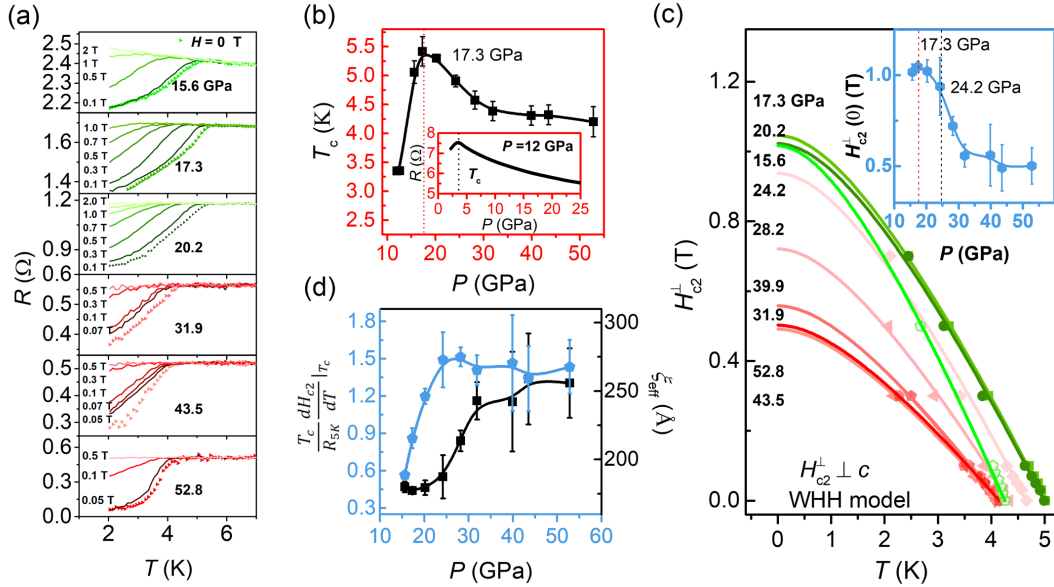 (a)
H = 0 T
2 T
1 T
0.5 T
0.1 T
15.6 GPa
2.5
2.4
2.3
2.2
1.0 T
0.7 T
0.5 T
0.3 T
0.1 T
17.3
1.6
1.4
2.0 T
1.0 T
0.7 T
0.5 T
0.3 T
0.1 T
20.2
1.2
0.9
0.6
0.5 T
0.3 T
0.1 T
0.07 T
31.9
0.6
0.5
0.4
0.5 T
0.3 T
0.1 T
0.07 T
0.05 T
43.5
0.5
0.4
0.3
0.5 T
0.1 T
0.05 T
52.8
0.6
0.3
0.0
R (Ω)
0
2
4
6
T (K)
(b)
17.3 GPa
6.0
5.5
5.0
4.5
4.0
3.5
3.0
2.5
Tc (K)
P =12 GPa
Tc
8
7
6
5
R (Ω)
0 5 10 15 20 25
P (GPa)
10 20 30 40 50 60
P (GPa)
(d)
1.8
1.5
1.2
0.9
0.6
0.3
Tc/R5K dHc2/dT |Tc
300
250
200
150
ξeff (Å)
10 20 30 40 50 60
P (GPa)
(c)
1.2
0.8
0.4
0.0
H⊥c2 (T)
17.3 GPa
20.2
15.6
24.2
28.2
39.9
31.9
52.8
43.5
H⊥c2 ⊥ c
WHH model
0 1 2 3 4 5
T (K)
17.3 GPa
24.2 GPa
1.0
0.5
H⊥c2 (0) (T)
10 20 30 40 50
P (GPa)